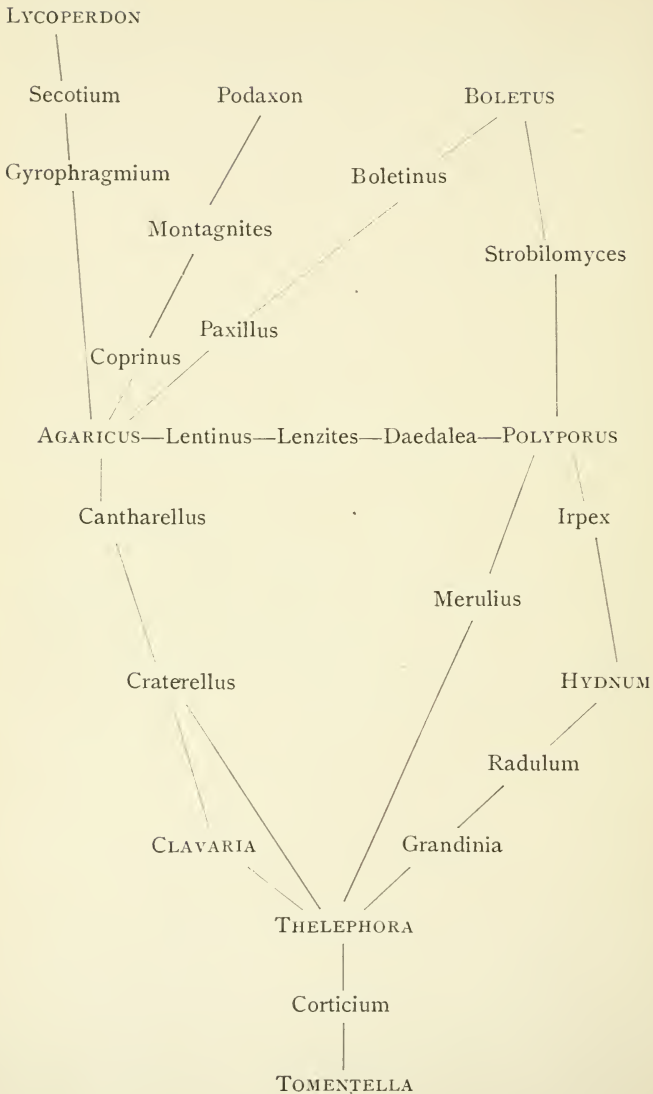 LYCOPERDON
Secotium Podaxon BOLETUS
Gyrophragmium Boletinus
Montagnites
Strobilomyces
Paxillus
Coprinus
AGARICUS—Lentinus—Lenzites—Daedalea—POLYPORUS
Cantharellus Irpex
Merulius
Craterellus HYDNUM
Radulum
CLAVARIA Grandinia
THELEPHORA
Corticium
TOMENTELLA